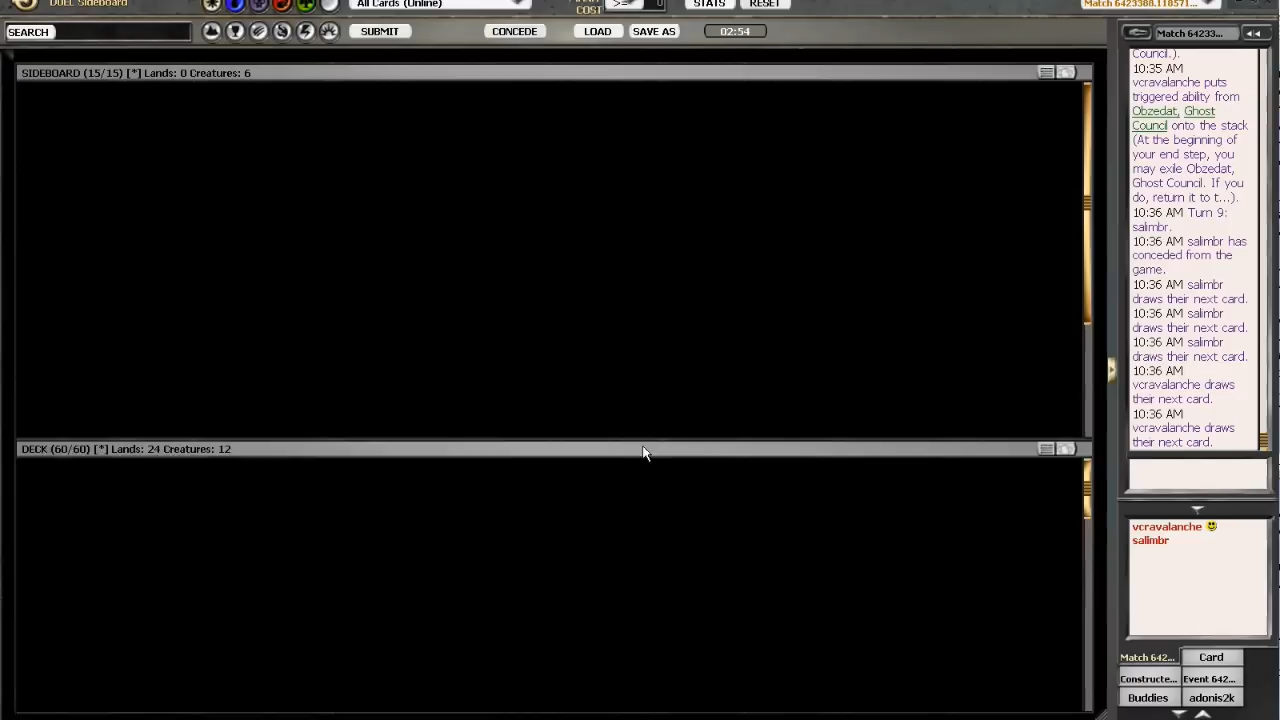 DUEL Sideboard
All Cards (Online)
COST
>=
0
STATS
RESET
Match 6423388.118571...
SEARCH
SUBMIT
CONCEDE
LOAD
SAVE AS
02:54
Match 64233...
SIDEBOARD (15/15) [*] Lands: 0 Creatures: 6
DECK (60/60) [*] Lands: 24 Creatures: 12
Council.).
10:35 AM
vcravalanche puts
triggered ability from
Obzedat, Ghost
Council onto the stack
(At the beginning of
your end step, you
may exile Obzedat,
Ghost Council. If you
do, return it to t...).
10:36 AM Turn 9:
salimbr.
10:36 AM salimbr has
conceded from the
game.
10:36 AM salimbr
draws their next card.
10:36 AM salimbr
draws their next card.
10:36 AM salimbr
draws their next card.
10:36 AM
vcravalanche draws
their next card.
10:36 AM
vcravalanche draws
their next card.
vcravalanche
salimbr
Match 642...
Card
Constructe...
Event 642...
Buddies
adonis2k